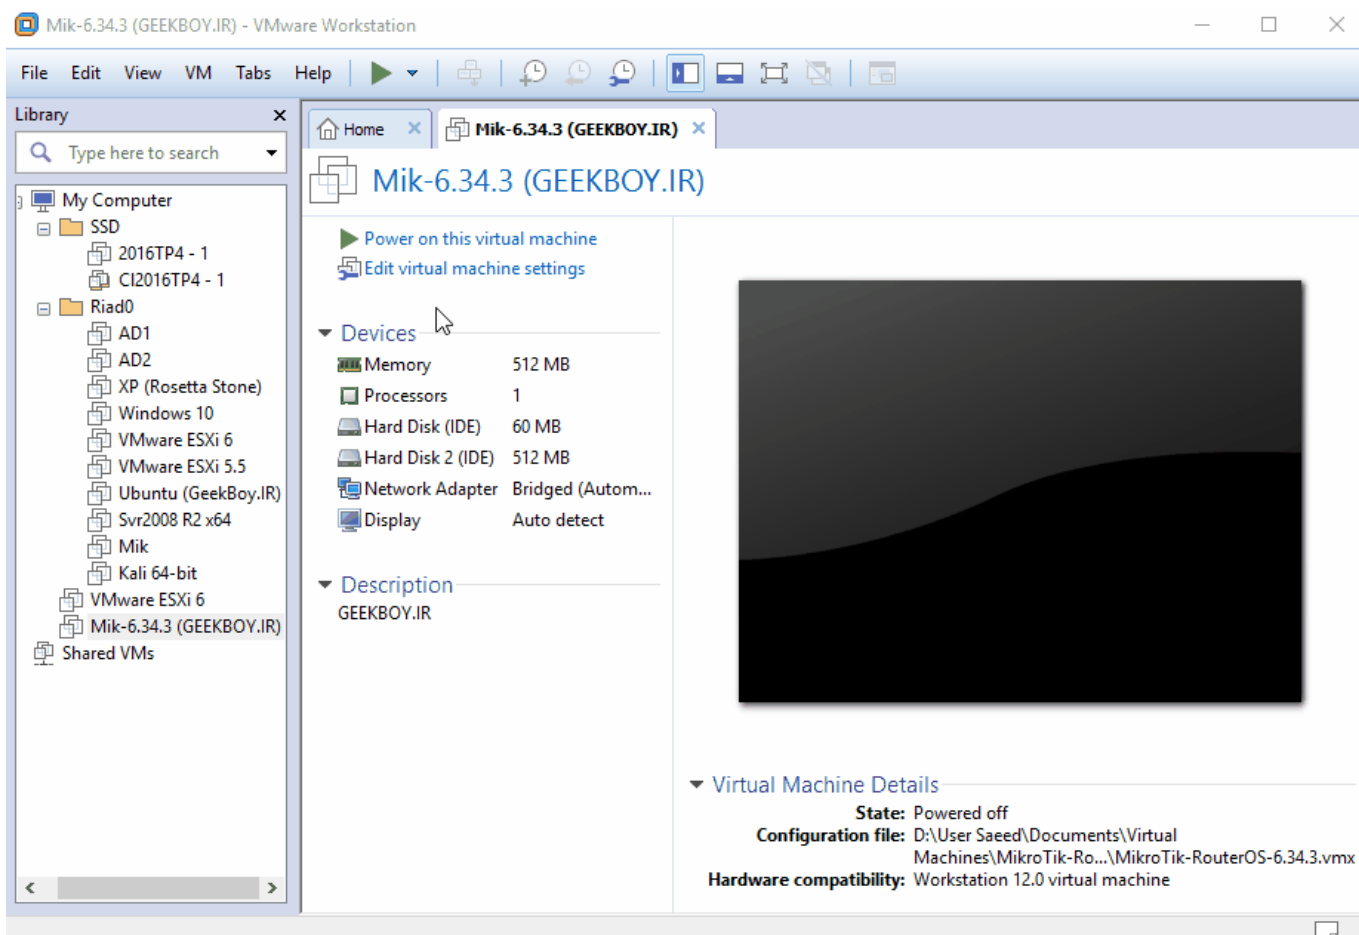 Mik-6.34.3 (GEEKBOY.IR) - VMware Workstation
File Edit View VM Tabs Help
Library
Type here to search
My Computer
SSD
2016TP4 - 1
CI2016TP4 - 1
Riad0
AD1
AD2
XP (Rosetta Stone)
Windows 10
VMware ESXi 6
VMware ESXi 5.5
Ubuntu (GeekBoy.IR)
Svr2008 R2 x64
Mik
Kali 64-bit
VMware ESXi 6
Mik-6.34.3 (GEEKBOY.IR)
Shared VMs
Home
Mik-6.34.3 (GEEKBOY.IR)
Mik-6.34.3 (GEEKBOY.IR)
Power on this virtual machine
Edit virtual machine settings
Devices
Memory 512 MB
Processors 1
Hard Disk (IDE) 60 MB
Hard Disk 2 (IDE) 512 MB
Network Adapter Bridged (Autom...
Display Auto detect
Description
GEEKBOY.IR
Virtual Machine Details
State: Powered off
Configuration file: D:\User Saeed\Documents\Virtual
Machines\MikroTik-Ro...\MikroTik-RouterOS-6.34.3.vmx
Hardware compatibility: Workstation 12.0 virtual machine